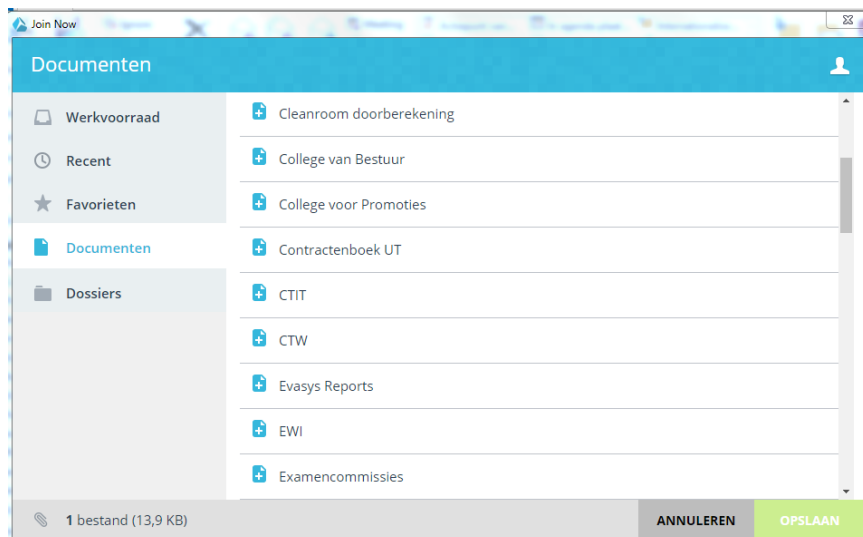 Join Now
Documenten
Werkvoorraad
Recent
Favorieten
Documenten
Dossiers
Cleanroom doorberekening
College van Bestuur
College voor Promoties
Contractenboek UT
CTIT
CTW
Evasys Reports
EWI
Examencommissies
1 bestand (13,9 KB)
ANNULEREN
OPSLAAN